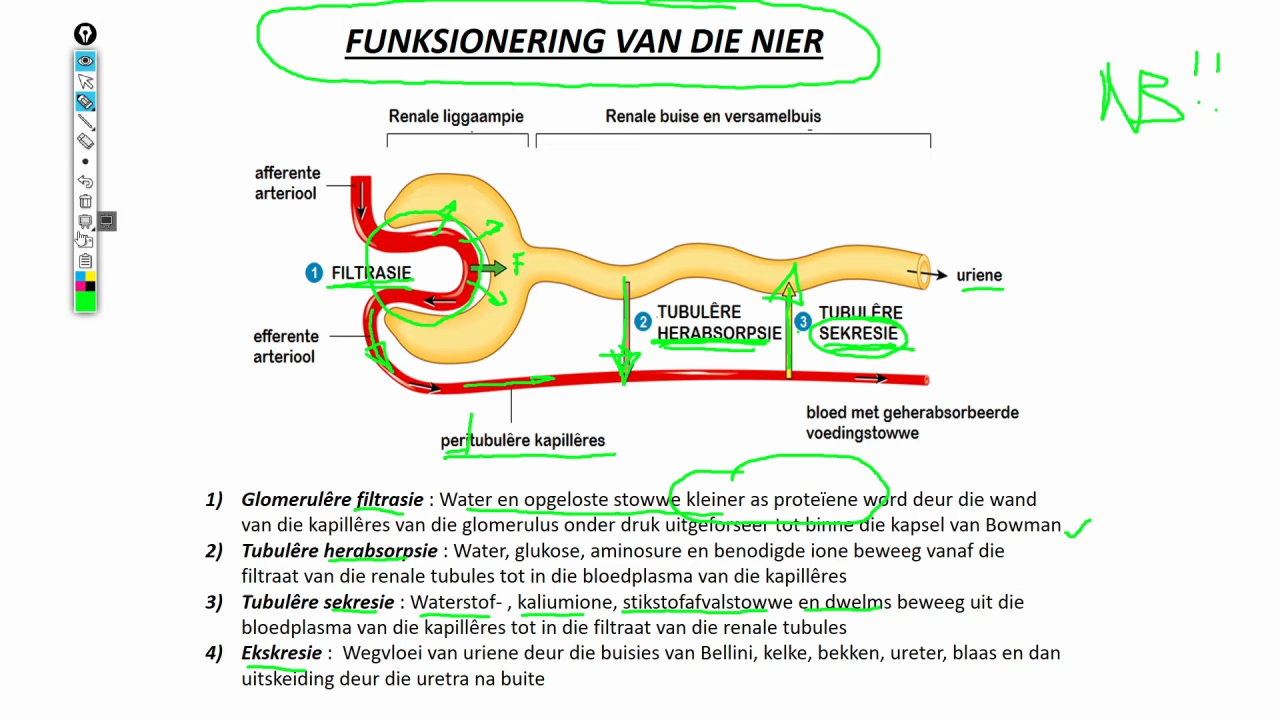 FUNKSIONERING VAN DIE NIER
NB!!
Renale liggaampie
Renale buise en versamelbuis
afferente
arteriool
1 FILTRASIE
F
uriene
efferente
arteriool
2 TUBULÊRE
HERABSORPSIE
3 TUBULÊRE
SEKRESIE
peritubulêre kapillêres
bloed met geherabsorbeerde
voedingstowwe
1) Glomerulêre filtrasie : Water en opgeloste stowwe kleiner as proteïene word deur die wand
van die kapillêres van die glomerulus onder druk uitgeforseer tot binne die kapsel van Bowman
2) Tubulêre herabsorpsie : Water, glukose, aminosure en benodigde ione beweeg vanaf die
filtraat van die renale tubules tot in die bloedplasma van die kapillêres
3) Tubulêre sekresie : Waterstof- , kaliumione, stikstofafvalstowwe en dwelms beweeg uit die
bloedplasma van die kapillêres tot in die filtraat van die renale tubules
4) Ekskresie : Wegvloei van uriene deur die buisies van Bellini, kelke, bekken, ureter, blaas en dan
uitskeiding deur die uretra na buite